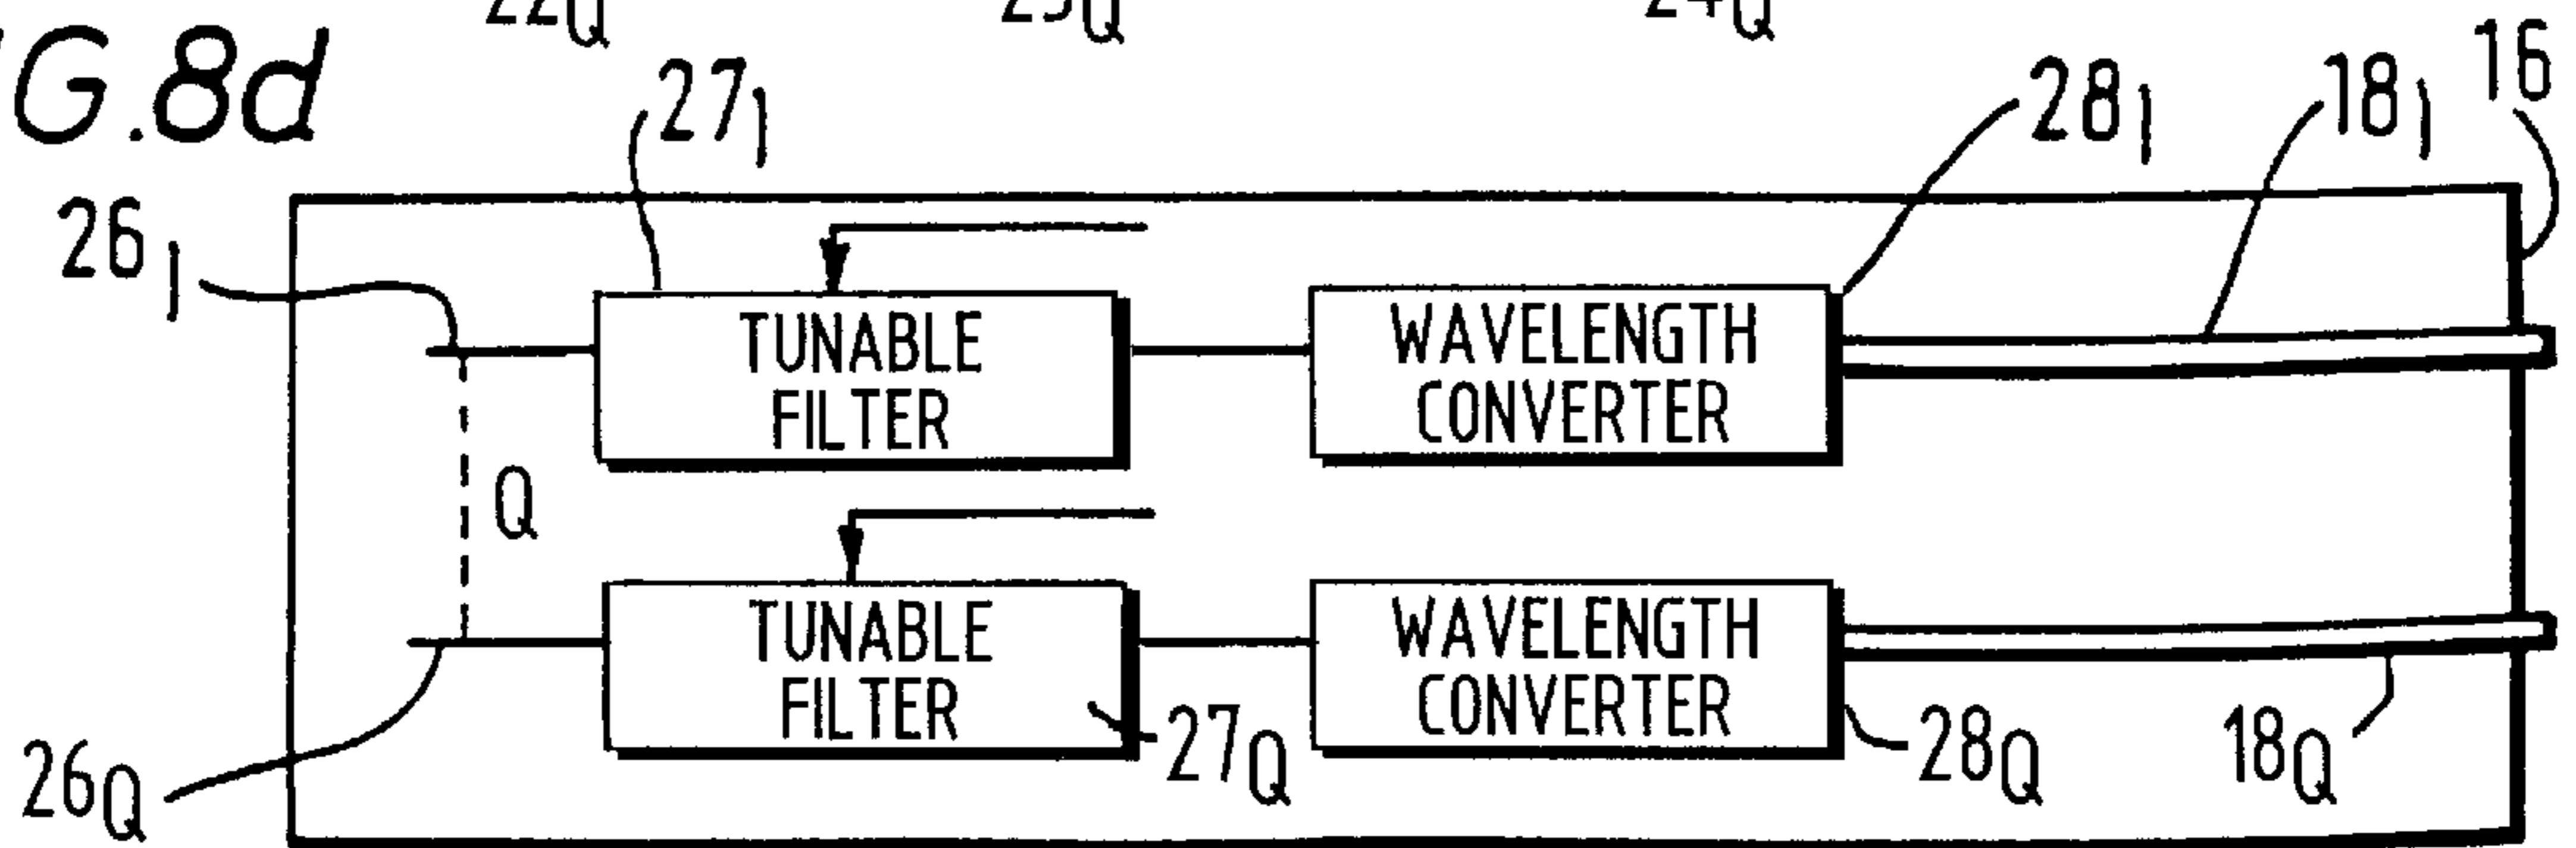 G.8d
27₁
28₁
18₁
16
26₁
TUNABLE
FILTER
WAVELENGTH
CONVERTER
Q
TUNABLE
FILTER
WAVELENGTH
CONVERTER
26Q
27Q
28Q
18Q